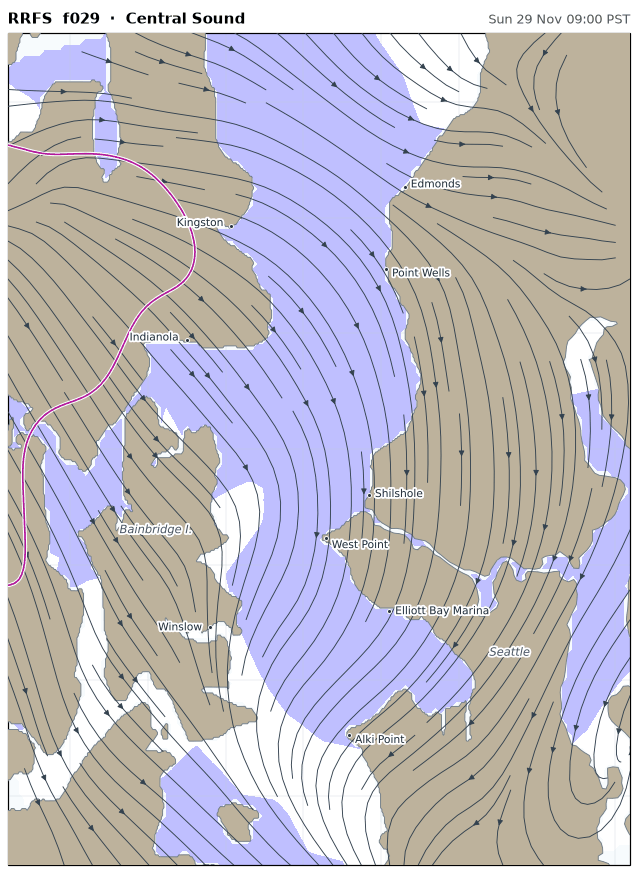 RRFS f029 · Central Sound
Sun 29 Nov 09:00 PST
Edmonds
Kingston
Point Wells
Indianola
Shilshole
Bainbridge I.
West Point
Elliott Bay Marina
Winslow
Seattle
Alki Point